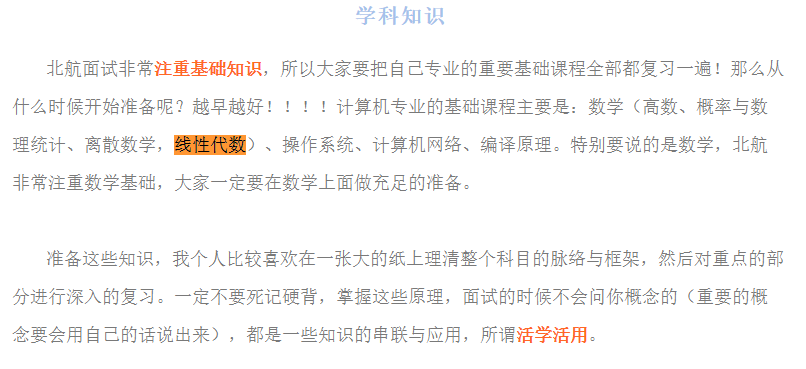 学科知识
北航面试非常注重基础知识，所以大家要把自己专业的重要基础课程全部都复习一遍！那么从
什么时候开始准备呢？越早越好！！！！计算机专业的基础课程主要是：数学（高数、概率与数
理统计、离散数学，线性代数）、操作系统、计算机网络、编译原理。特别要说的是数学，北航
非常注重数学基础，大家一定要在数学上面做充足的准备。
准备这些知识，我个人比较喜欢在一张大的纸上理清整个科目的脉络与框架，然后对重点的部
分进行深入的复习。一定不要死记硬背，掌握这些原理，面试的时候不会问你概念的（重要的概
念要会用自己的话说出来），都是一些知识的串联与应用，所谓活学活用。